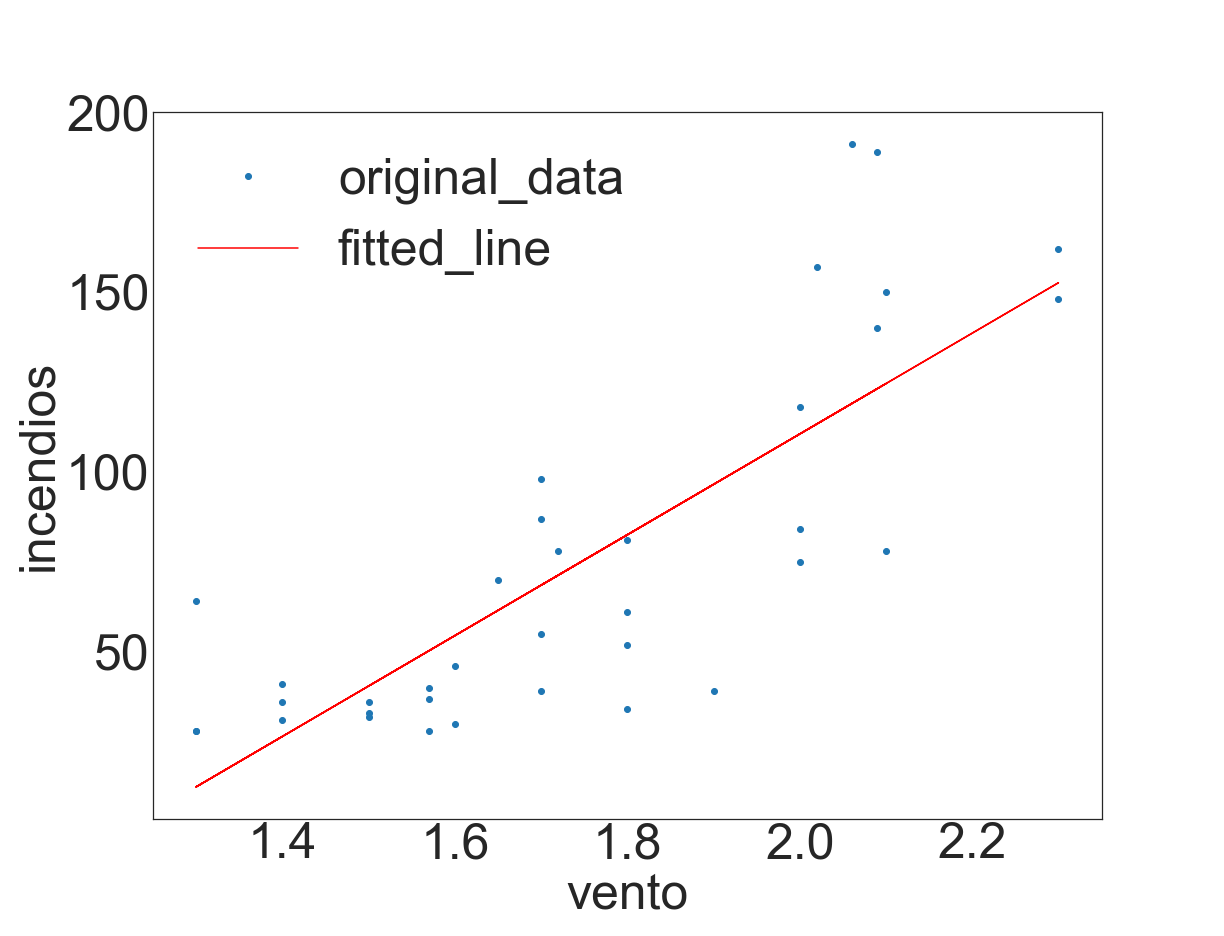 200
original_data
fitted_line
150
100
50
incendios
1.4 1.6 1.8 2.0 2.2
vento